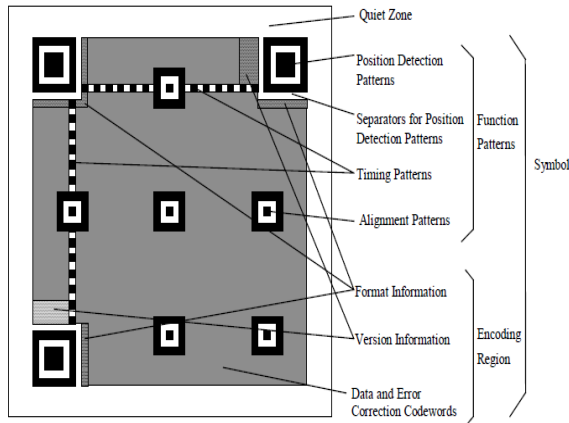 Quiet Zone
Position Detection
Patterns
Separators for Position
Detection Patterns
Function
Patterns
Timing Patterns
Symbol
Alignment Patterns
Format Information
Version Information
Encoding
Region
Data and Error
Correction Codewords